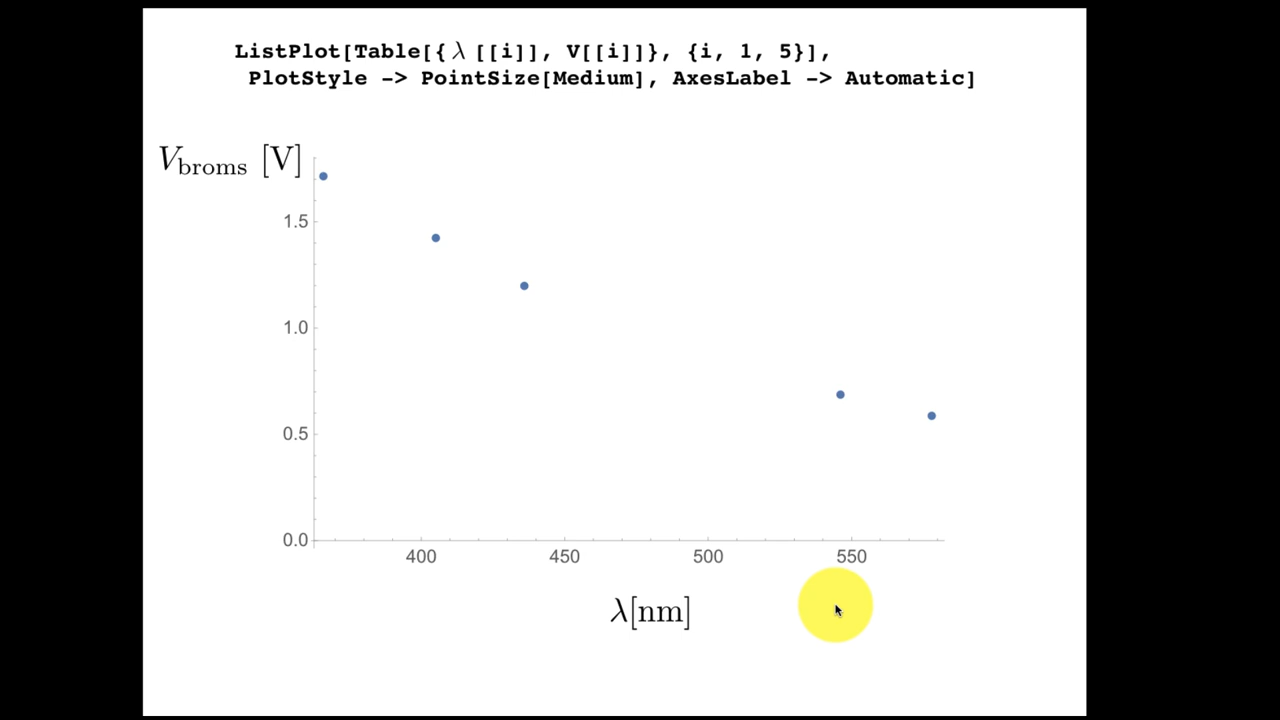 ListPlot[Table[{λ[[i]], V[[i]]}, {i, 1, 5}],
PlotStyle -> PointSize[Medium], AxesLabel -> Automatic]
V_broms [V]
1.5
1.0
0.5
0.0
400 450 500 550
λ[nm]